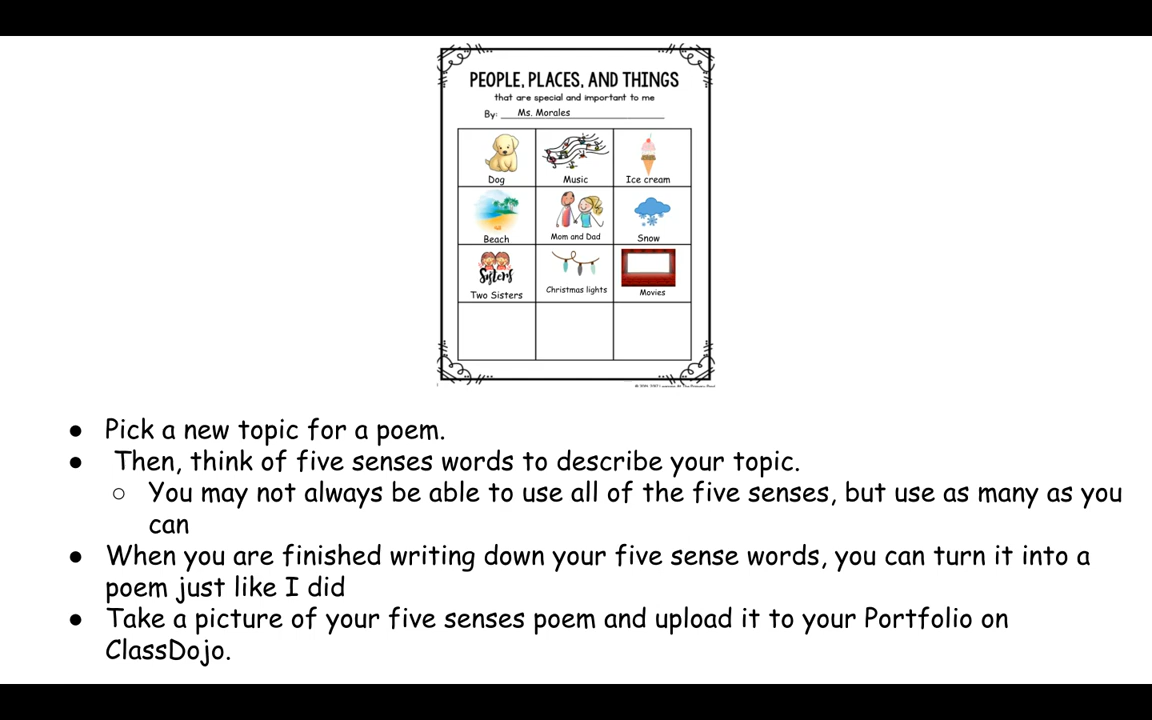 PEOPLE, PLACES, AND THINGS
that are special and important to me
By: Ms. Morales
Dog
Music
Ice cream
Beach
Mom and Dad
Snow
Sisters
Two Sisters
Christmas lights
Movies
● Pick a new topic for a poem.
● Then, think of five senses words to describe your topic.
○ You may not always be able to use all of the five senses, but use as many as you
can
● When you are finished writing down your five sense words, you can turn it into a
poem just like I did
● Take a picture of your five senses poem and upload it to your Portfolio on
ClassDojo.